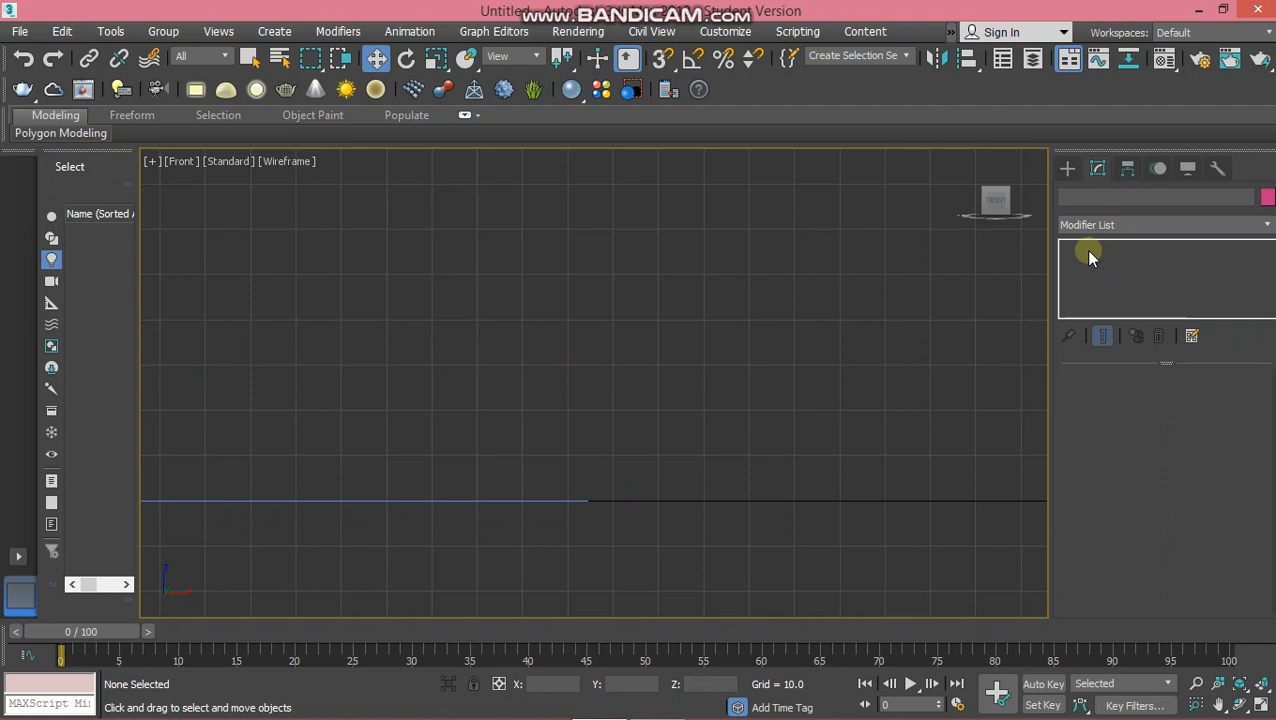 Untitled - Autodesk 3ds Max Student Version
www.BANDICAM.com
File Edit Tools Group Views Create Modifiers Animation Graph Editors Rendering Civil View Customize Scripting Content » Sign In Workspaces: Default
All View Create Selection Se
Modeling Freeform Selection Object Paint Populate
Polygon Modeling
Select
[+] [Front ] [Standard ] [Wireframe ]
FRONT
Name (Sorted A
Modifier List
z
< 0 / 100 >
0 5 10 15 20 25 30 35 40 45 50 55 60 65 70 75 80 85 90 95 100
None Selected X: Y: Z: Grid = 10.0 Auto Key Selected
MAXScript Mi Click and drag to select and move objects Add Time Tag 0 Set Key Key Filters...